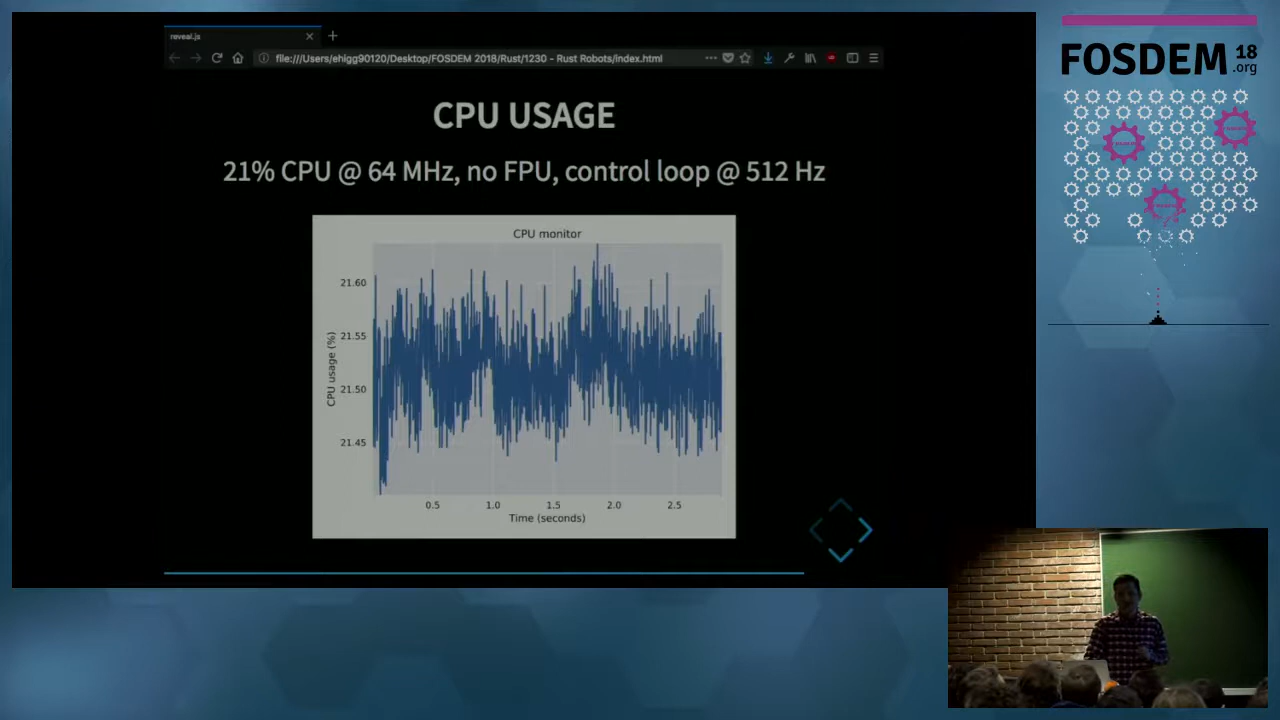 reveal.js
file:///Users/ehigg90120/Desktop/FOSDEM 2018/Rust/1230 - Rust Robots/index.html
CPU USAGE
21% CPU @ 64 MHz, no FPU, control loop @ 512 Hz
CPU monitor
CPU usage (%)
21.60
21.55
21.50
21.45
0.5 1.0 1.5 2.0 2.5
Time (seconds)
FOSDEM 18
.org